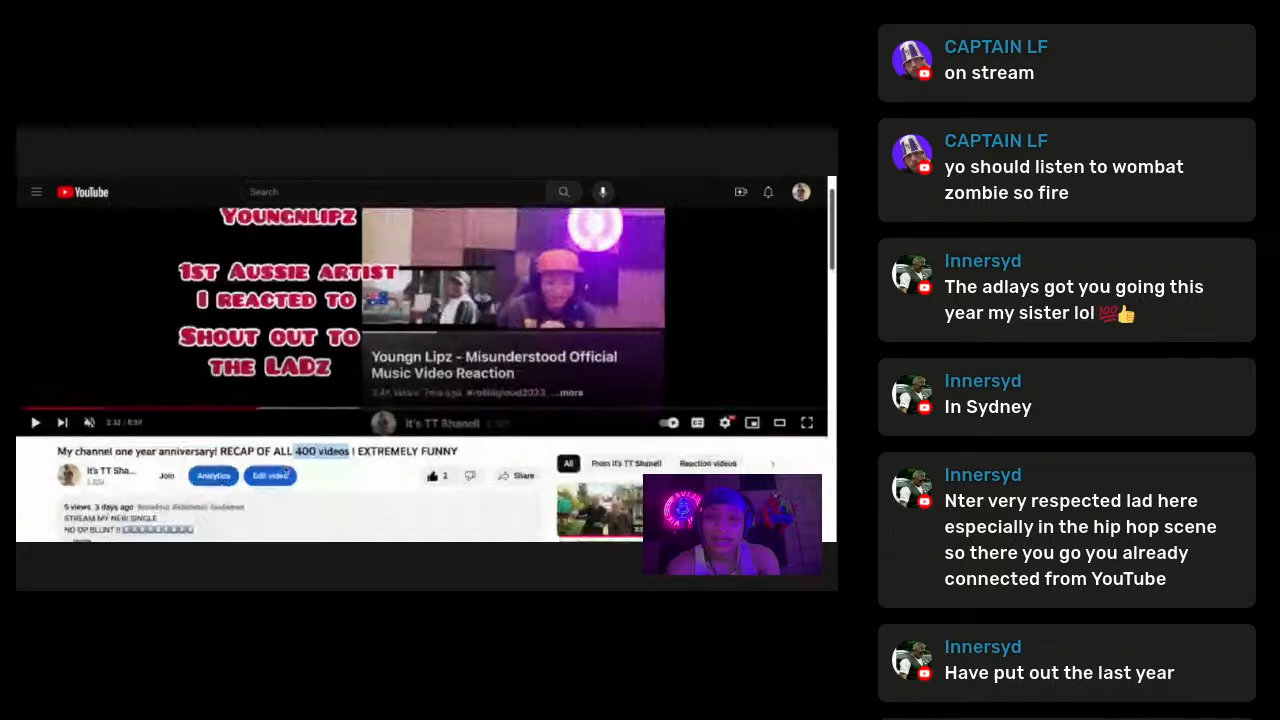 YouTube
Search
YOUNGNLIPZ
1ST AUSSIE ARTIST
I REACTED TO
SHOUT OUT TO
THE LADZ
Youngn Lipz - Misunderstood Official
Music Video Reaction
...more
It's TT Shanell
My channel one year anniversary! RECAP OF ALL 400 videos ! EXTREMELY FUNNY
It's TT Sha...
Join
Analytics
Edit video
2
Share
All
From It's TT Shanell
Reaction videos
5 views 3 days ago
STREAM MY NEW SINGLE
CAPTAIN LF
on stream
CAPTAIN LF
yo should listen to wombat
zombie so fire
Innersyd
The adlays got you going this
year my sister lol 💯👍
Innersyd
In Sydney
Innersyd
Nter very respected lad here
especially in the hip hop scene
so there you go you already
connected from YouTube
Innersyd
Have put out the last year